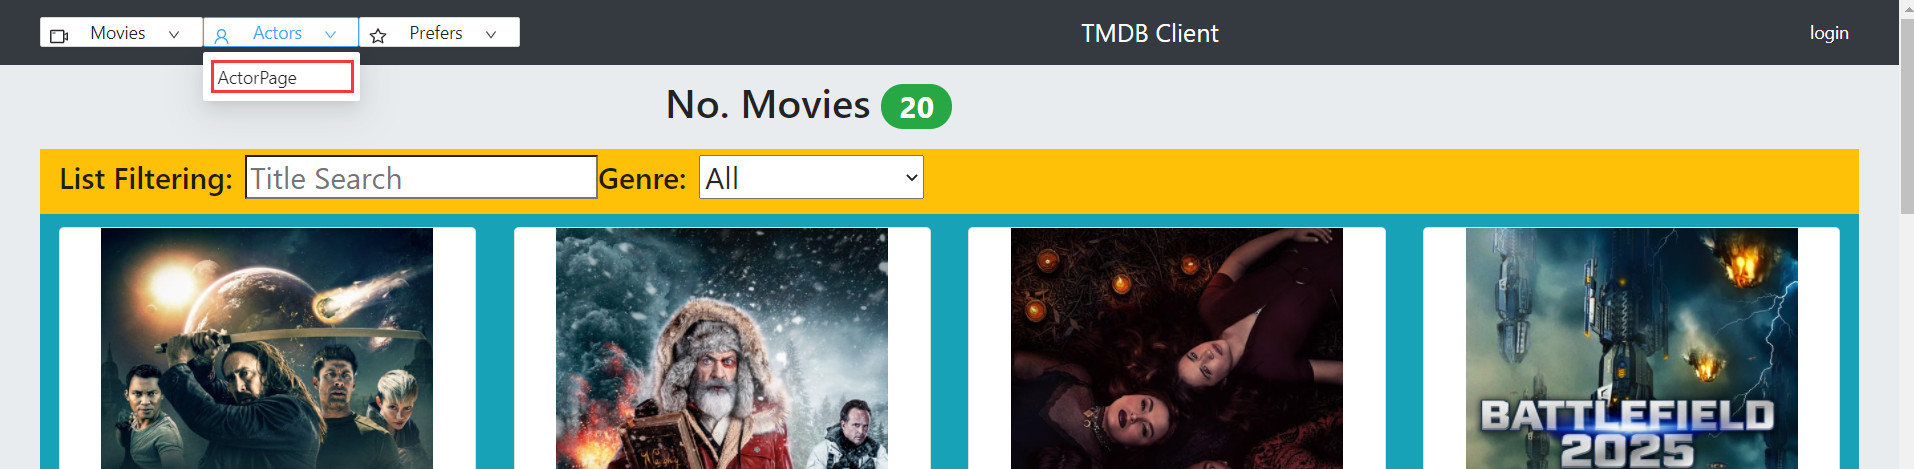 Movies Actors Prefers TMDB Client login
ActorPage
No. Movies 20
List Filtering: Title Search Genre: All
BATTLEFIELD
2025